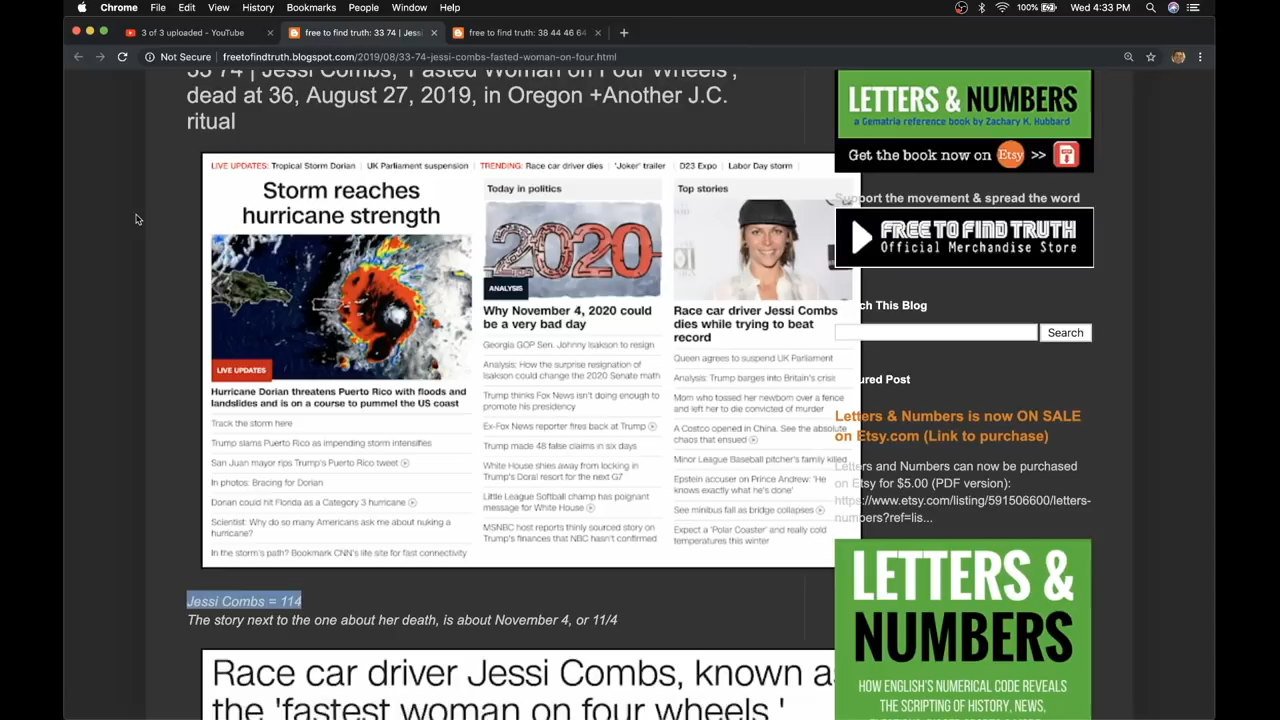 Chrome File Edit View History Bookmarks People Window Help 100% Wed 4:33 PM
3 of 3 uploaded - YouTube
free to find truth: 33 74 | Jessi
free to find truth: 38 44 46 64
Not Secure | freetofindtruth.blogspot.com/2019/08/33-74-jessi-combs-fasted-woman-on-four.html
33 74 | Jessi Combs, 'Fasted Woman on Four Wheels',
dead at 36, August 27, 2019, in Oregon +Another J.C.
ritual
LIVE UPDATES: Tropical Storm Dorian | UK Parliament suspension | TRENDING: Race car driver dies | 'Joker' trailer | D23 Expo | Labor Day storm |
Storm reaches
hurricane strength
LIVE UPDATES
Hurricane Dorian threatens Puerto Rico with floods and
landslides and is on a course to pummel the US coast
Track the storm here
Trump slams Puerto Rico as impending storm intensifies
San Juan mayor rips Trump's Puerto Rico tweet
In photos: Bracing for Dorian
Dorian could hit Florida as a Category 3 hurricane
Scientist: Why do so many Americans ask me about nuking a
hurricane?
In the storm's path? Bookmark CNN's lite site for fast connectivity
Today in politics
2020
ANALYSIS
Why November 4, 2020 could
be a very bad day
Georgia GOP Sen. Johnny Isakson to resign
Analysis: How the surprise resignation of
Isakson could change the 2020 Senate math
Trump thinks Fox News isn't doing enough to
promote his presidency
Ex-Fox News reporter fires back at Trump
Trump made 48 false claims in six days
White House shies away from locking in
Trump's Doral resort for the next G7
Little League Softball champ has poignant
message for White House
MSNBC host reports thinly sourced story on
Trump's finances that NBC hasn't confirmed
Top stories
Race car driver Jessi Combs
dies while trying to beat
record
Queen agrees to suspend UK Parliament
Analysis: Trump barges into Britain's crisis
Mom who tossed her newborn over a fence
and left her to die convicted of murder
A Costco opened in China. See the absolute
chaos that ensued
Minor League Baseball pitcher's family killed
Epstein accuser on Prince Andrew: 'He
knows exactly what he's done'
See minibus fall as bridge collapses
Expect a 'Polar Coaster' and really cold
temperatures this winter
Jessi Combs = 114
The story next to the one about her death, is about November 4, or 11/4
Race car driver Jessi Combs, known as
the 'fastest woman on four wheels,'
LETTERS & NUMBERS
a Gematria reference book by Zachary K. Hubbard
Get the book now on Etsy >>
Support the movement & spread the word
FREE TO FIND TRUTH
Official Merchandise Store
ch This Blog
Search
ured Post
Letters & Numbers is now ON SALE
on Etsy.com (Link to purchase)
Letters and Numbers can now be purchased
on Etsy for $5.00 (PDF version):
https://www.etsy.com/listing/591506600/letters-
numbers?ref=lis...
LETTERS &
NUMBERS
HOW ENGLISH'S NUMERICAL CODE REVEALS
THE SCRIPTING OF HISTORY, NEWS,